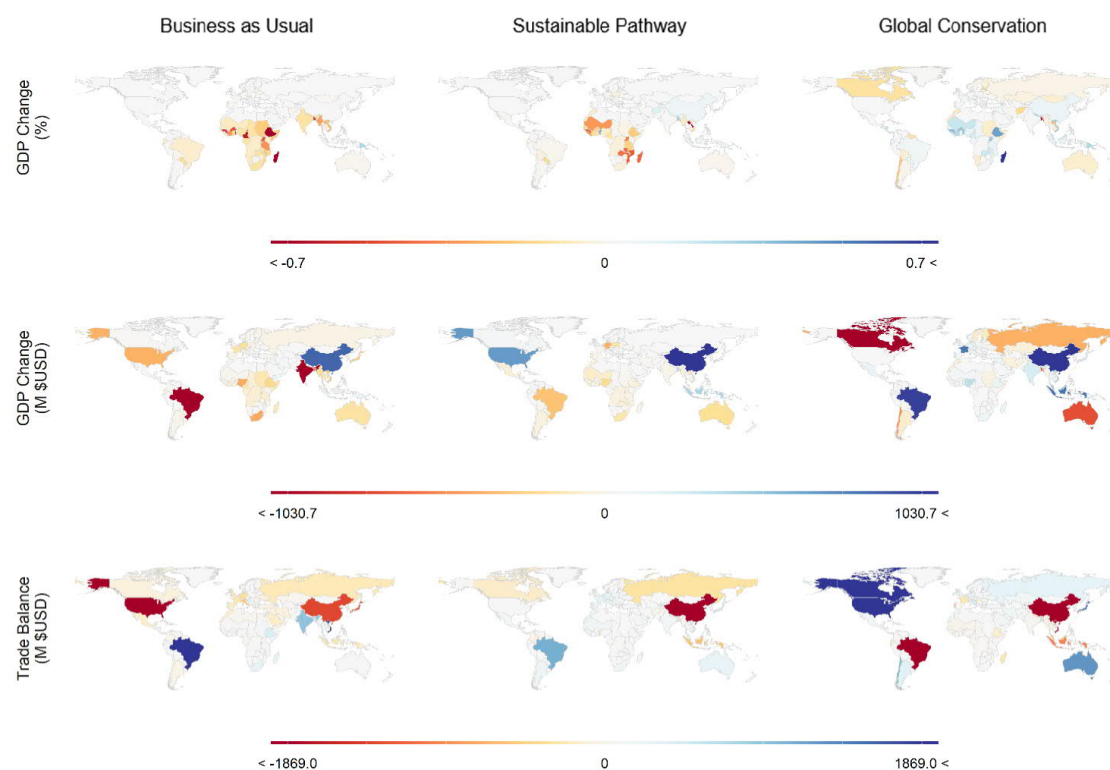 Business as Usual Sustainable Pathway Global Conservation
GDP Change
(%)
< -0.7 0 0.7 <
GDP Change
(M $USD)
< -1030.7 0 1030.7 <
Trade Balance
(M $USD)
< -1869.0 0 1869.0 <